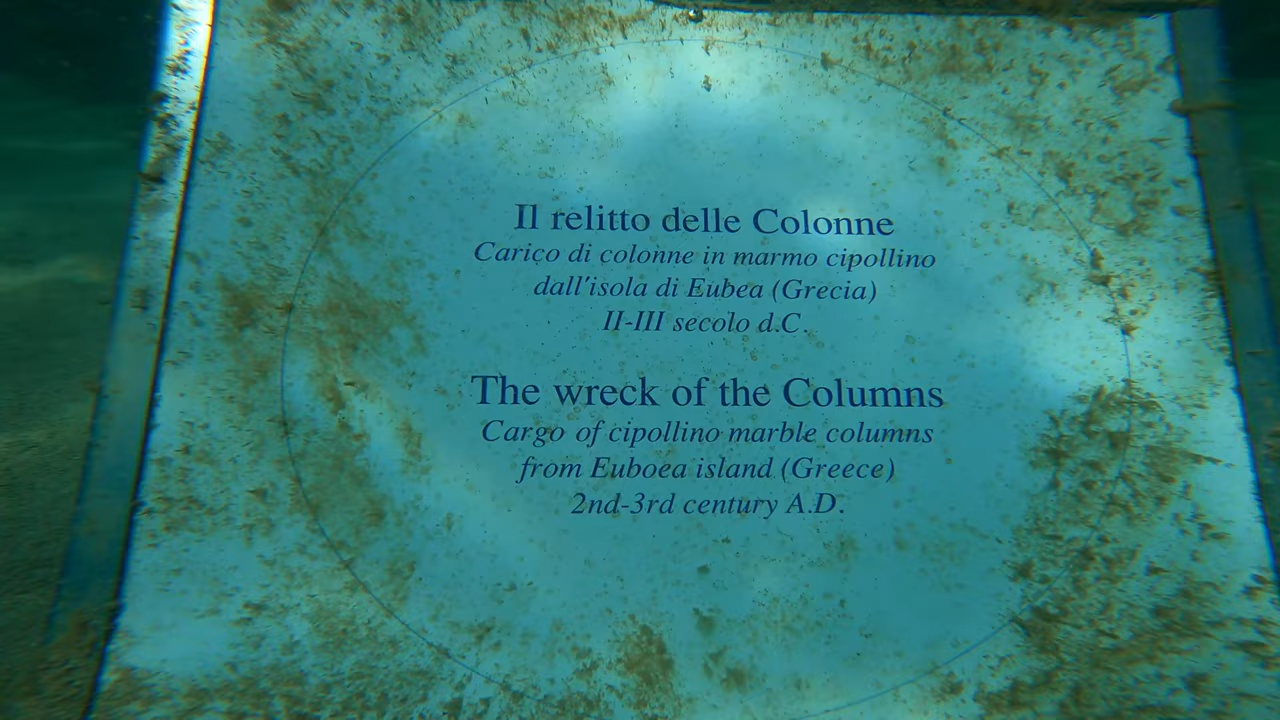 Il relitto delle Colonne
Carico di colonne in marmo cipollino
dall'isola di Eubea (Grecia)
II-III secolo d.C.
The wreck of the Columns
Cargo of cipollino marble columns
from Euboea island (Greece)
2nd-3rd century A.D.